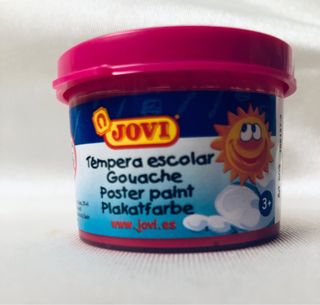 JOVI
Témpera escolar
Gouache
Poster paint
Plakatfarbe
www.jovi.es
3+